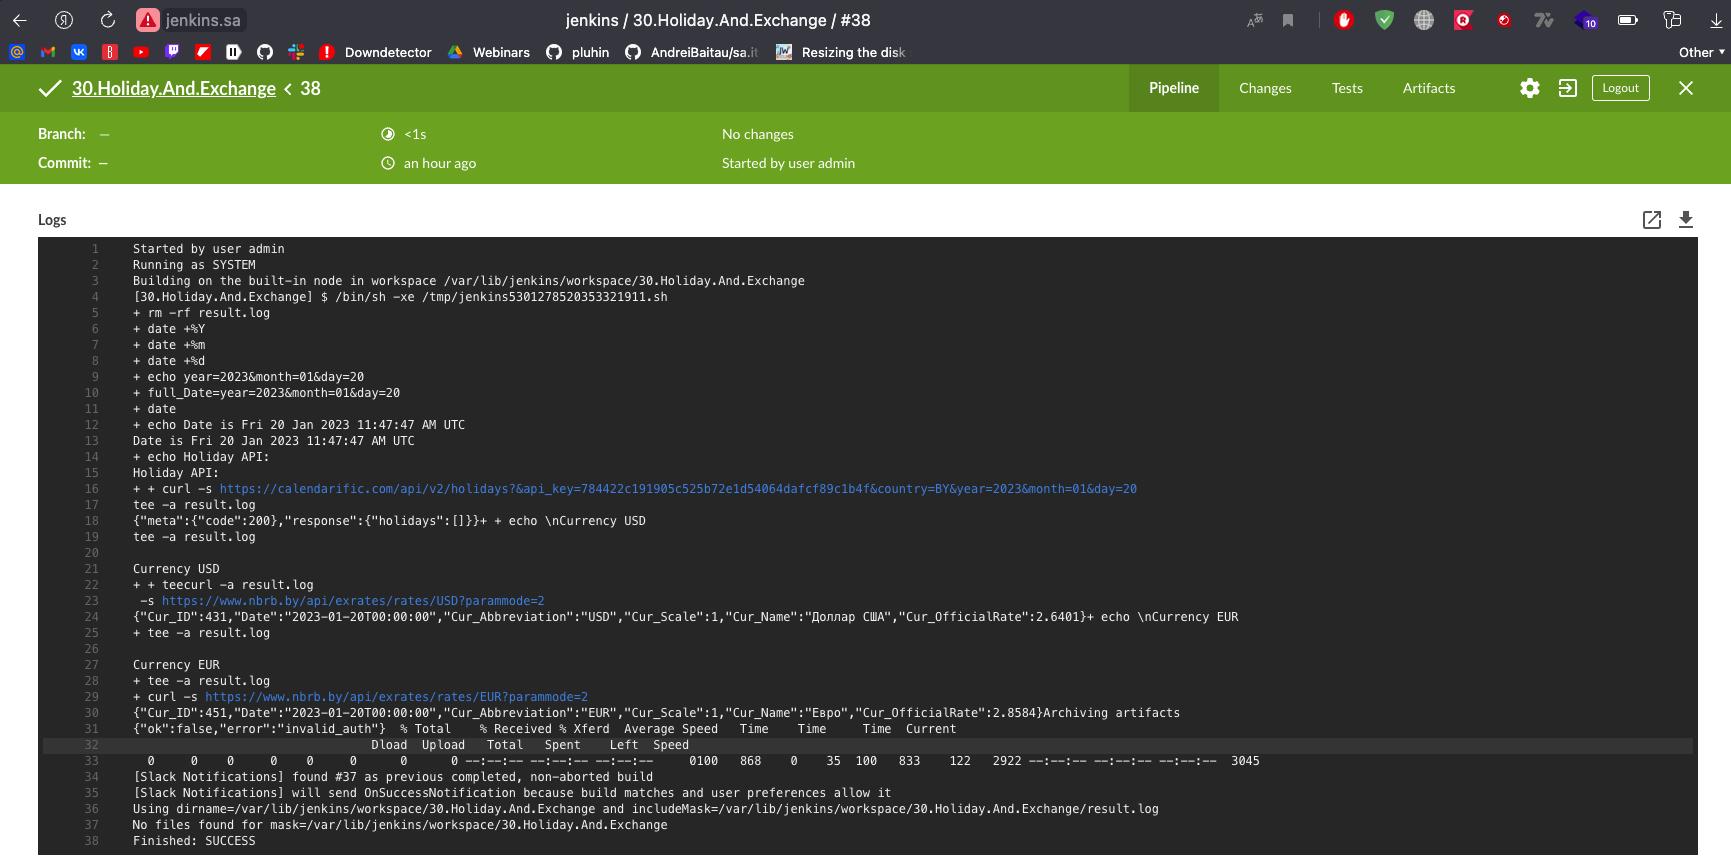 jenkins.sa
jenkins / 30.Holiday.And.Exchange / #38
10
Downdetector
Webinars
pluhin
AndreiBaitau/sa.it
Resizing the disk
Other
30.Holiday.And.Exchange < 38
Pipeline
Changes
Tests
Artifacts
Logout
Branch: —
<1s
No changes
Commit: —
an hour ago
Started by user admin
Logs
1 Started by user admin
2 Running as SYSTEM
3 Building on the built-in node in workspace /var/lib/jenkins/workspace/30.Holiday.And.Exchange
4 [30.Holiday.And.Exchange] $ /bin/sh -xe /tmp/jenkins5301278520353321911.sh
5 + rm -rf result.log
6 + date +%Y
7 + date +%m
8 + date +%d
9 + echo year=2023&month=01&day=20
10 + full_Date=year=2023&month=01&day=20
11 + date
12 + echo Date is Fri 20 Jan 2023 11:47:47 AM UTC
13 Date is Fri 20 Jan 2023 11:47:47 AM UTC
14 + echo Holiday API:
15 Holiday API:
16 + + curl -s https://calendarific.com/api/v2/holidays?&api_key=784422c191905c525b72e1d54064dafcf89c1b4f&country=BY&year=2023&month=01&day=20
17 tee -a result.log
18 {"meta":{"code":200},"response":{"holidays":[]}}+ + echo \nCurrency USD
19 tee -a result.log
20
21 Currency USD
22 + + teecurl -a result.log
23 -s https://www.nbrb.by/api/exrates/rates/USD?parammode=2
24 {"Cur_ID":431,"Date":"2023-01-20T00:00:00","Cur_Abbreviation":"USD","Cur_Scale":1,"Cur_Name":"Доллар США","Cur_OfficialRate":2.6401}+ echo \nCurrency EUR
25 + tee -a result.log
26
27 Currency EUR
28 + tee -a result.log
29 + curl -s https://www.nbrb.by/api/exrates/rates/EUR?parammode=2
30 {"Cur_ID":451,"Date":"2023-01-20T00:00:00","Cur_Abbreviation":"EUR","Cur_Scale":1,"Cur_Name":"Евро","Cur_OfficialRate":2.8584}Archiving artifacts
31 {"ok":false,"error":"invalid_auth"} % Total % Received % Xferd Average Speed Time Time Time Current
32 Dload Upload Total Spent Left Speed
33 0 0 0 0 0 0 0 0 --:--:-- --:--:-- --:--:-- 0100 868 0 35 100 833 122 2922 --:--:-- --:--:-- --:--:-- 3045
34 [Slack Notifications] found #37 as previous completed, non-aborted build
35 [Slack Notifications] will send OnSuccessNotification because build matches and user preferences allow it
36 Using dirname=/var/lib/jenkins/workspace/30.Holiday.And.Exchange and includeMask=/var/lib/jenkins/workspace/30.Holiday.And.Exchange/result.log
37 No files found for mask=/var/lib/jenkins/workspace/30.Holiday.And.Exchange
38 Finished: SUCCESS